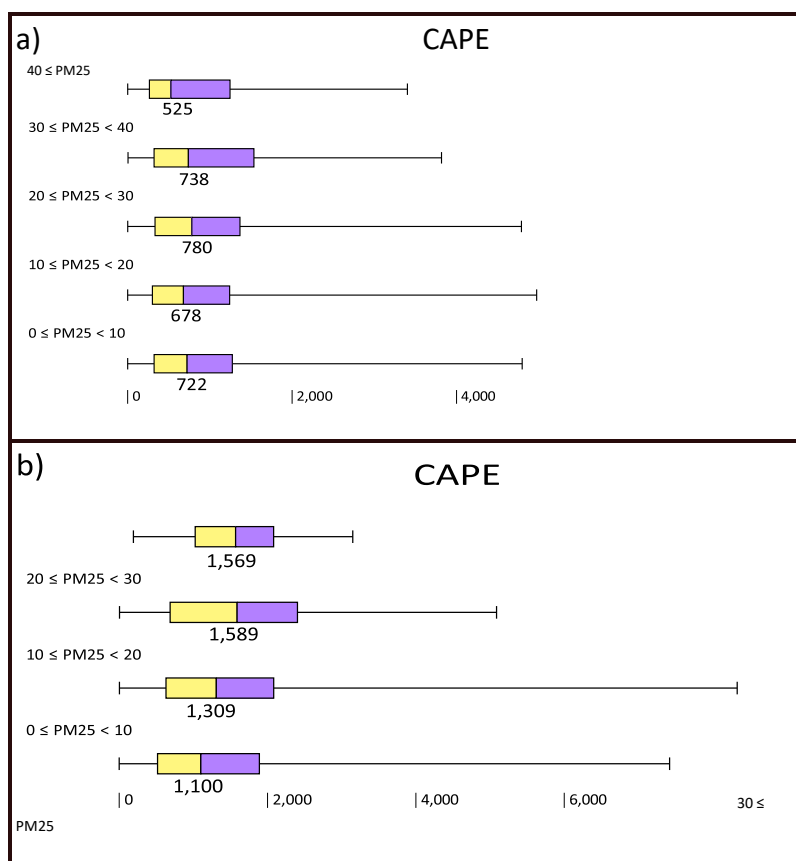 a)
CAPE
40 ≤ PM25
525
30 ≤ PM25 < 40
738
20 ≤ PM25 < 30
780
10 ≤ PM25 < 20
678
0 ≤ PM25 < 10
722
|0 |2,000 |4,000
b)
CAPE
1,569
20 ≤ PM25 < 30
1,589
10 ≤ PM25 < 20
1,309
0 ≤ PM25 < 10
1,100
|0 |2,000 |4,000 |6,000 30 ≤
PM25